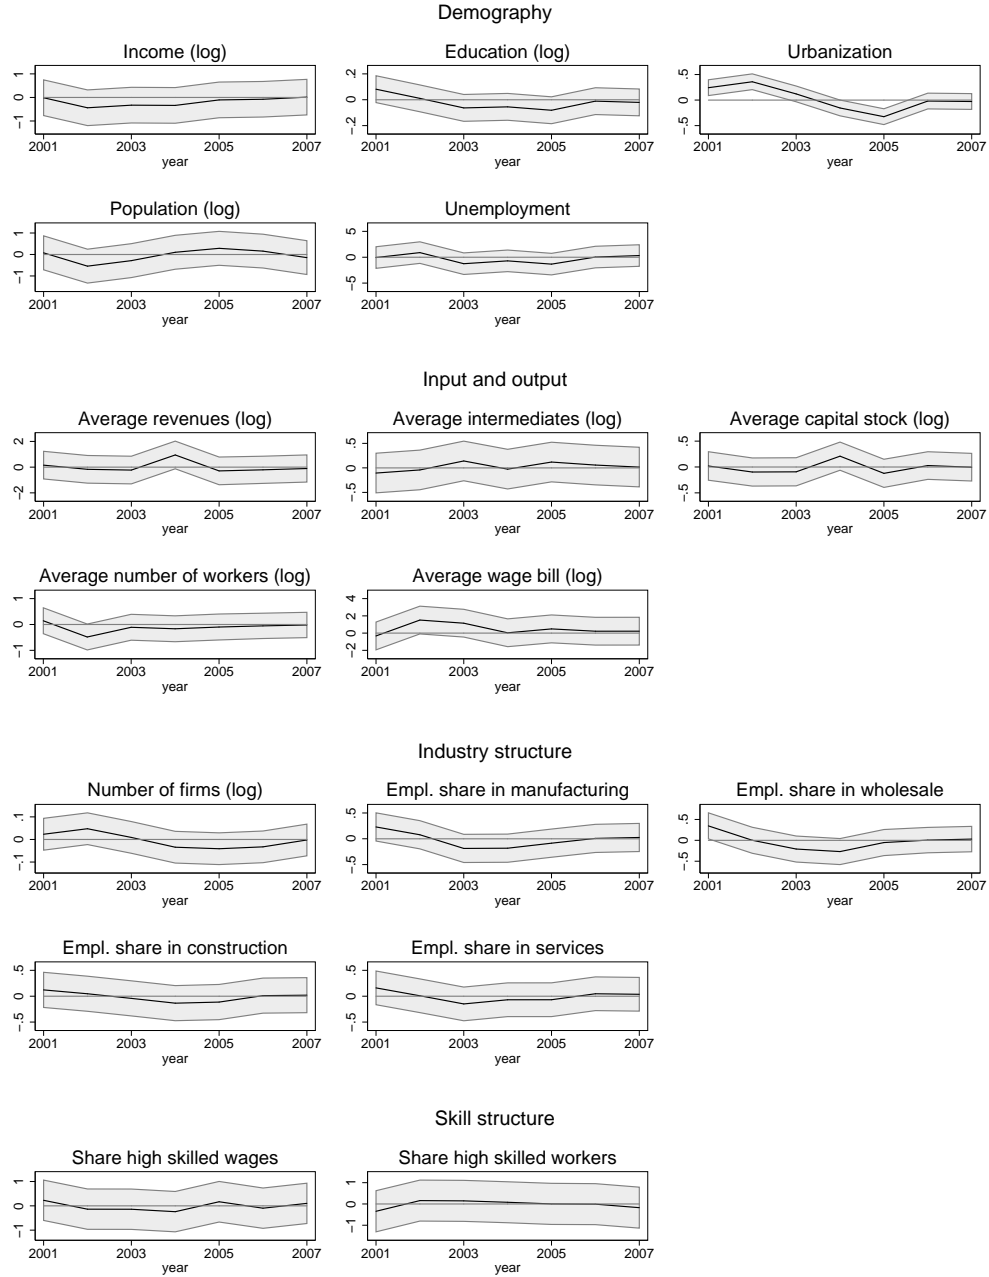 Demography
Income (log)
1
0
−1
2001 2003 2005 2007
year
Education (log)
.2
0
−.2
2001 2003 2005 2007
year
Urbanization
.5
0
−.5
2001 2003 2005 2007
year
Population (log)
1
0
−1
2001 2003 2005 2007
year
Unemployment
5
0
−5
2001 2003 2005 2007
year
Input and output
Average revenues (log)
2
0
−2
2001 2003 2005 2007
year
Average intermediates (log)
.5
0
−.5
2001 2003 2005 2007
year
Average capital stock (log)
.5
0
−.5
2001 2003 2005 2007
year
Average number of workers (log)
1
0
−1
2001 2003 2005 2007
year
Average wage bill (log)
4
2
0
−2
2001 2003 2005 2007
year
Industry structure
Number of firms (log)
.1
0
−.1
2001 2003 2005 2007
year
Empl. share in manufacturing
.5
0
−.5
2001 2003 2005 2007
year
Empl. share in wholesale
.5
0
−.5
2001 2003 2005 2007
year
Empl. share in construction
.5
0
−.5
2001 2003 2005 2007
year
Empl. share in services
.5
0
−.5
2001 2003 2005 2007
year
Skill structure
Share high skilled wages
1
0
−1
2001 2003 2005 2007
year
Share high skilled workers
1
0
−1
2001 2003 2005 2007
year